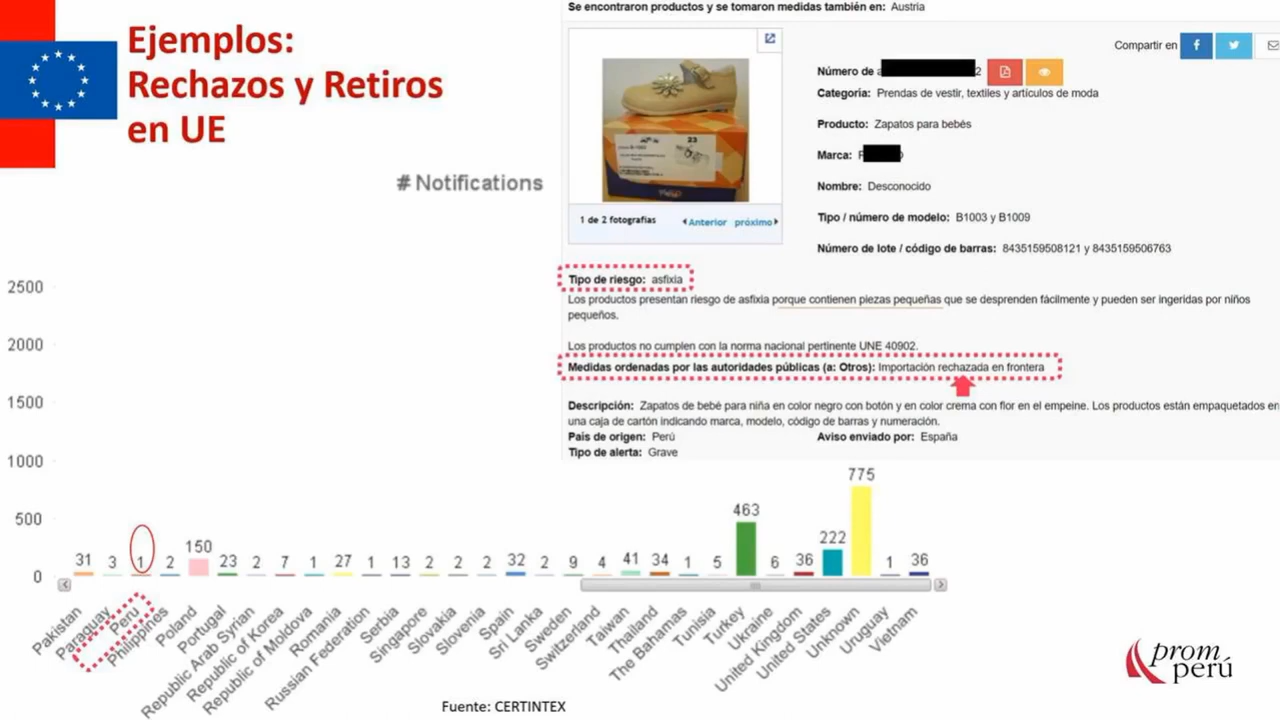 Ejemplos:
Rechazos y Retiros
en UE
Se encontraron productos y se tomaron medidas también en: Austria
Compartir en
1 de 2 fotografías Anterior próximo
23
Número de a 2
Categoría: Prendas de vestir, textiles y artículos de moda
Producto: Zapatos para bebés
Marca:
Nombre: Desconocido
Tipo / número de modelo: B1003 y B1009
Número de lote / código de barras: 8435159508121 y 8435159506763
Tipo de riesgo: asfixia
Los productos presentan riesgo de asfixia porque contienen piezas pequeñas que se desprenden fácilmente y pueden ser ingeridas por niños
pequeños.
Los productos no cumplen con la norma nacional pertinente UNE 40902.
Medidas ordenadas por las autoridades públicas (a: Otros): Importación rechazada en frontera
Descripción: Zapatos de bebé para niña en color negro con botón y en color crema con flor en el empeine. Los productos están empaquetados en
una caja de cartón indicando marca, modelo, código de barras y numeración.
País de origen: Perú Aviso enviado por: España
Tipo de alerta: Grave
# Notifications
2500
2000
1500
1000
500
0
31 3 1 2 150 23 2 7 1 27 1 13 2 2 2 32 2 9 4 41 34 1 5 463 6 36 222 775 1 36
Pakistan
Paraguay
Peru
Philippines
Poland
Portugal
Republic Arab Syrian
Republic of Korea
Republic of Moldova
Romania
Russian Federation
Serbia
Singapore
Slovakia
Slovenia
Spain
Sri Lanka
Sweden
Switzerland
Taiwan
Thailand
The Bahamas
Tunisia
Turkey
Ukraine
United Kingdom
United States
Unknown
Uruguay
Vietnam
Fuente: CERTINTEX
prom
perú